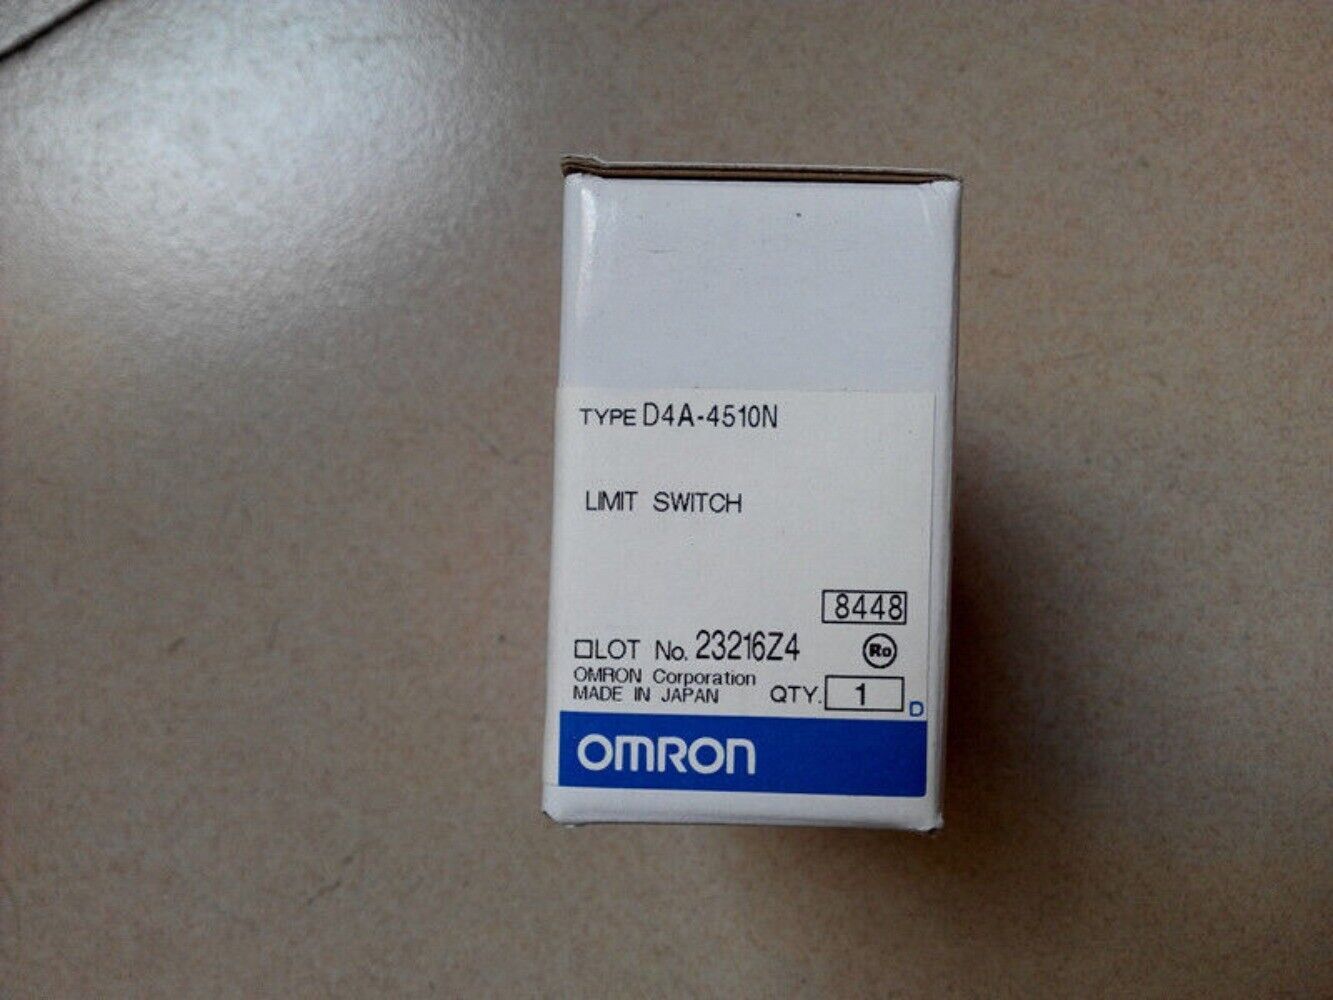 TYPE D4A-4510N
LIMIT SWITCH
8448
LOT No. 23216Z4
Ro
OMRON Corporation
MADE IN JAPAN QTY. 1
D
OMRON